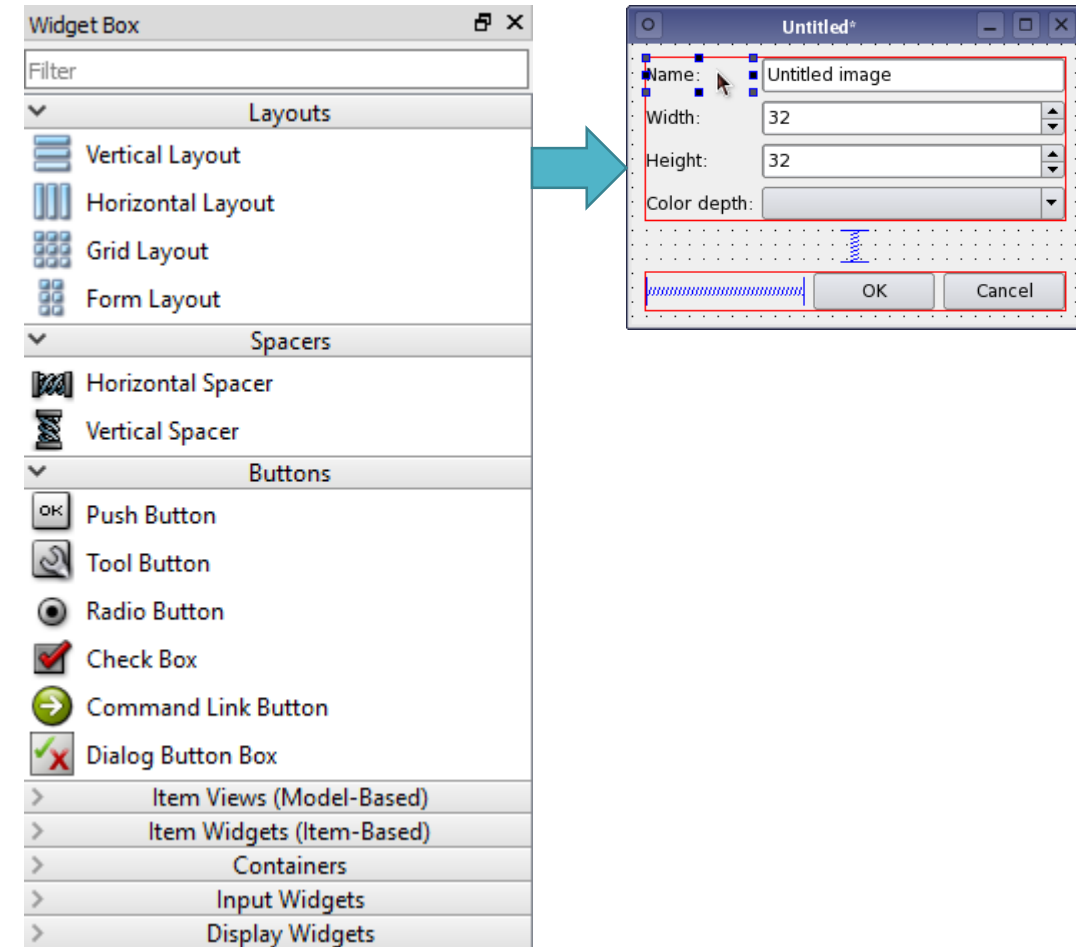 Widget Box
Filter
Layouts
Vertical Layout
Horizontal Layout
Grid Layout
Form Layout
Spacers
Horizontal Spacer
Vertical Spacer
Buttons
OK Push Button
Tool Button
Radio Button
Check Box
Command Link Button
Dialog Button Box
Item Views (Model-Based)
Item Widgets (Item-Based)
Containers
Input Widgets
Display Widgets
Untitled*
Name: Untitled image
Width: 32
Height: 32
Color depth:
OK Cancel